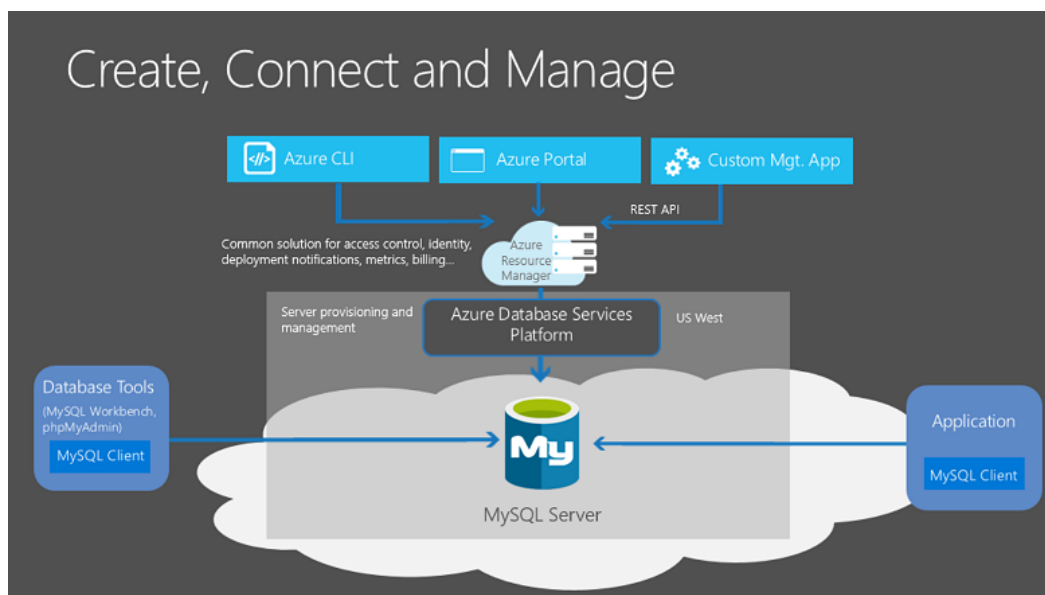 Create, Connect and Manage
Azure CLI
Azure Portal
Custom Mgt. App
REST API
Common solution for access control, identity,
deployment notifications, metrics, billing...
Azure
Resource
Manager
Server provisioning and
management
Azure Database Services
Platform
US West
Database Tools
(MySQL Workbench,
phpMyAdmin)
MySQL Client
My
Application
MySQL Client
MySQL Server